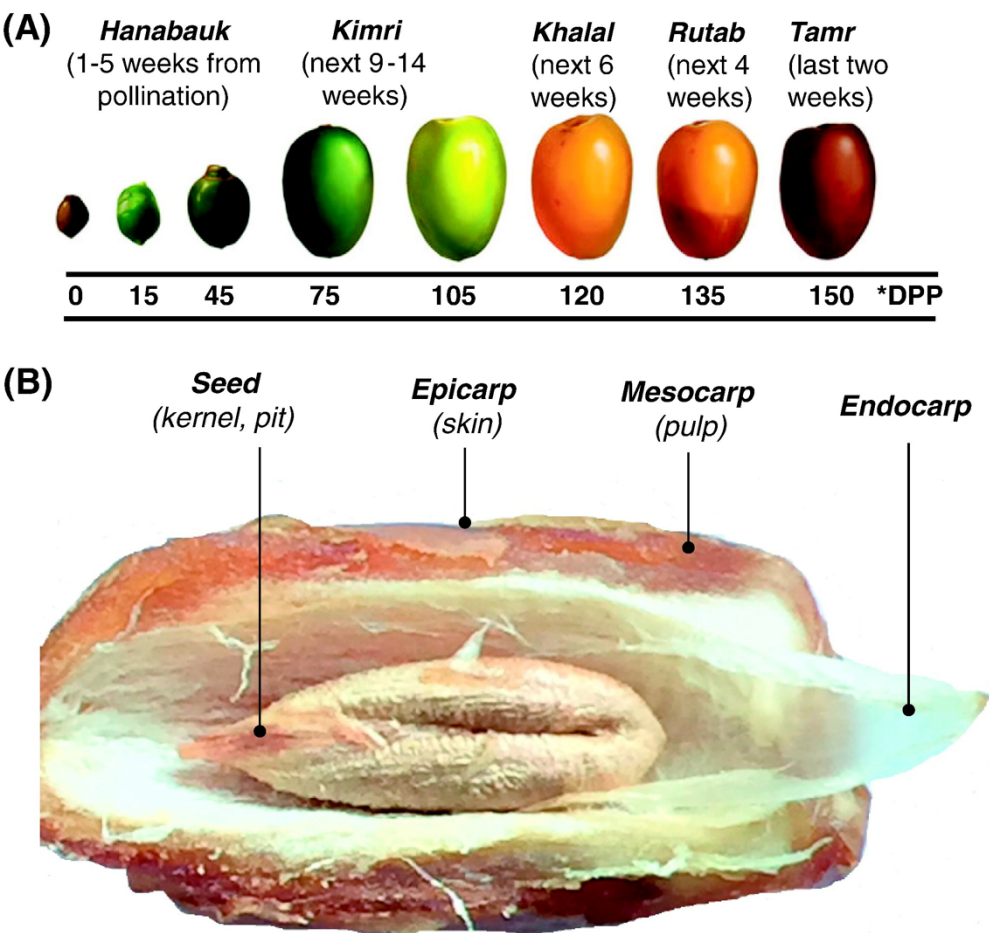 (A)
Hanabauk
(1-5 weeks from
pollination)
Kimri
(next 9-14
weeks)
Khalal
(next 6
weeks)
Rutab
(next 4
weeks)
Tamr
(last two
weeks)
0 15 45 75 105 120 135 150 *DPP
(B)
Seed
(kernel, pit)
Epicarp
(skin)
Mesocarp
(pulp)
Endocarp